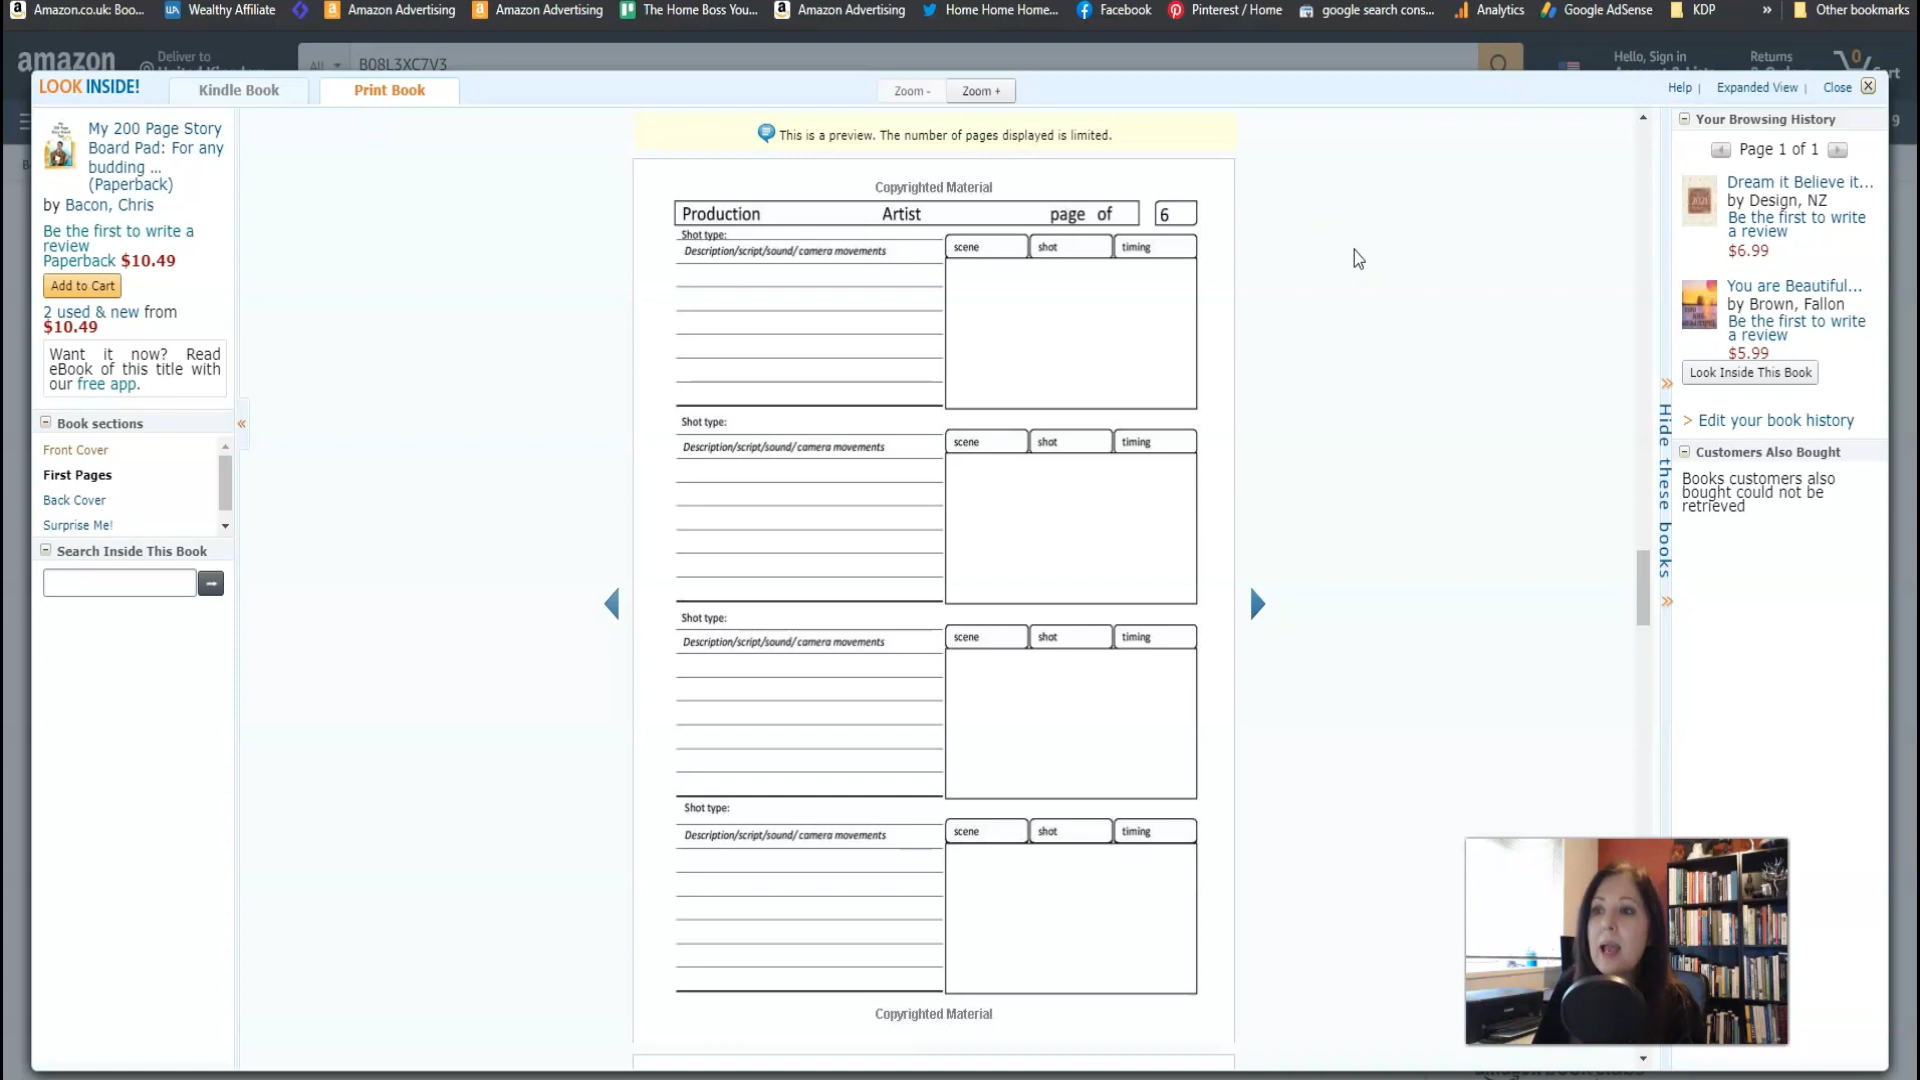 Amazon.co.uk: Boo...
Wealthy Affiliate
Amazon Advertising
Amazon Advertising
The Home Boss You...
Amazon Advertising
Home Home Home...
Facebook
Pinterest / Home
google search cons...
Analytics
Google AdSense
KDP
»
Other bookmarks
amazon
Deliver to
All
B08L3XC7V3
Hello, Sign in
Returns
0
Cart
LOOK INSIDE!
Kindle Book
Print Book
Zoom -
Zoom +
Help |
Expanded View |
Close
My 200 Page Story
Board Pad: For any
budding ...
(Paperback)
by Bacon, Chris
Be the first to write a
review
Paperback $10.49
Add to Cart
2 used & new from
$10.49
Want it now? Read
eBook of this title with
our free app.
Book sections
Front Cover
First Pages
Back Cover
Surprise Me!
Search Inside This Book
«
This is a preview. The number of pages displayed is limited.
Copyrighted Material
Production Artist page of 6
Shot type:
Description/script/sound/ camera movements
scene shot timing
Shot type:
Description/script/sound/ camera movements
scene shot timing
Shot type:
Description/script/sound/ camera movements
scene shot timing
Shot type:
Description/script/sound/ camera movements
scene shot timing
Copyrighted Material
»
Hide these books
»
Your Browsing History
Page 1 of 1
Dream it Believe it...
by Design, NZ
Be the first to write
a review
$6.99
You are Beautiful...
by Brown, Fallon
Be the first to write
a review
$5.99
Look Inside This Book
> Edit your book history
Customers Also Bought
Books customers also
bought could not be
retrieved